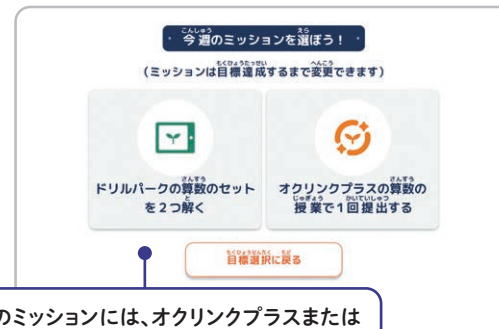 今週のミッションを選ぼう！
（ミッションは目標達成するまで変更できます）
ドリルパークの算数のセット
を2つ解く
オクリンクプラスの算数の
授業で1回提出する
目標選択に戻る
のミッションには、オクリンクプラスまたは